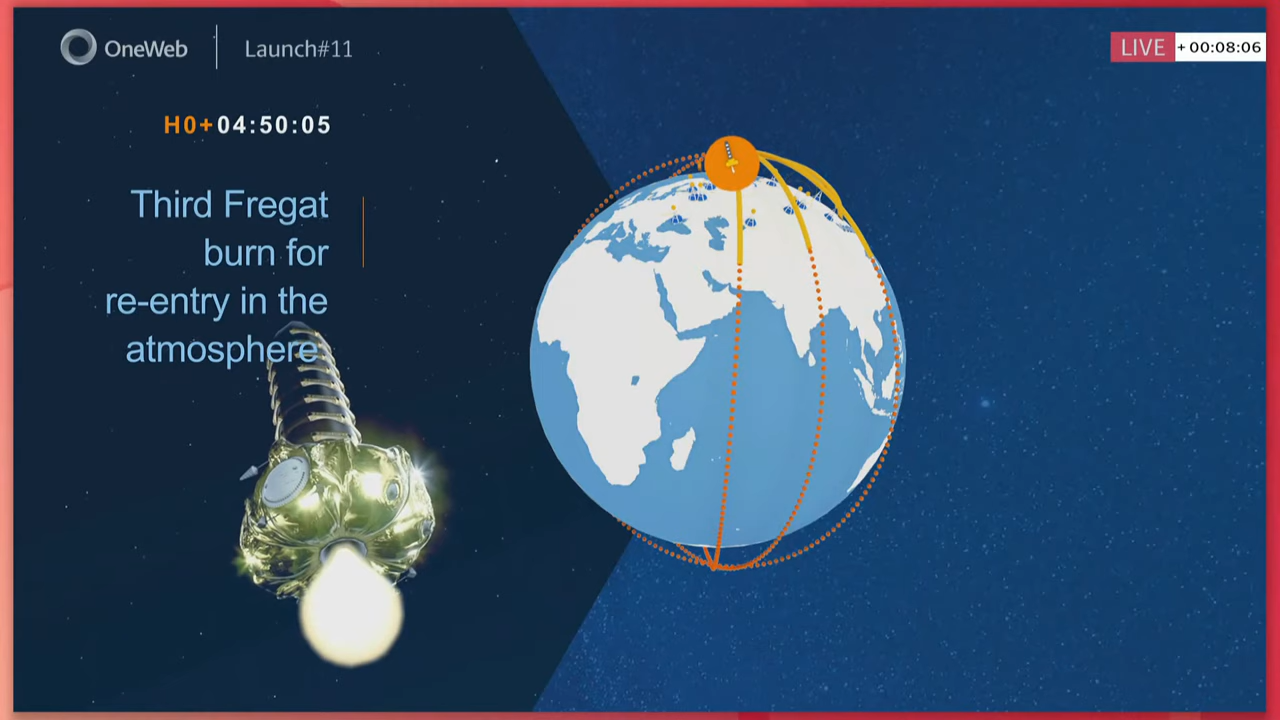 OneWeb
Launch#11
LIVE
+ 00:08:06
H0+04:50:05
Third Fregat
burn for
re-entry in the
atmosphere